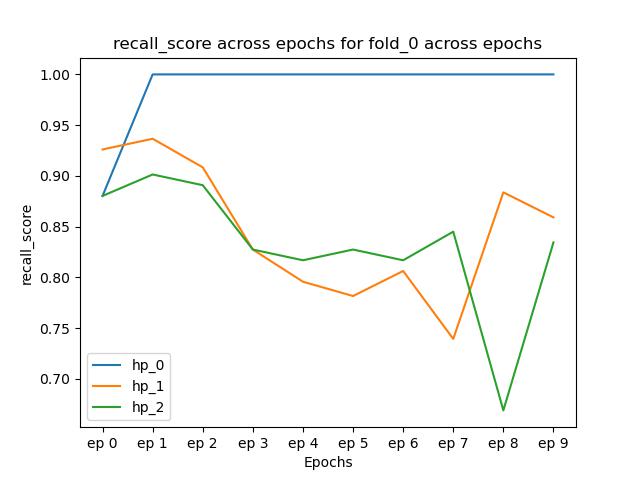 recall_score across epochs for fold_0 across epochs
recall_score
1.00
0.95
0.90
0.85
0.80
0.75
0.70
hp_0
hp_1
hp_2
ep 0 ep 1 ep 2 ep 3 ep 4 ep 5 ep 6 ep 7 ep 8 ep 9
Epochs